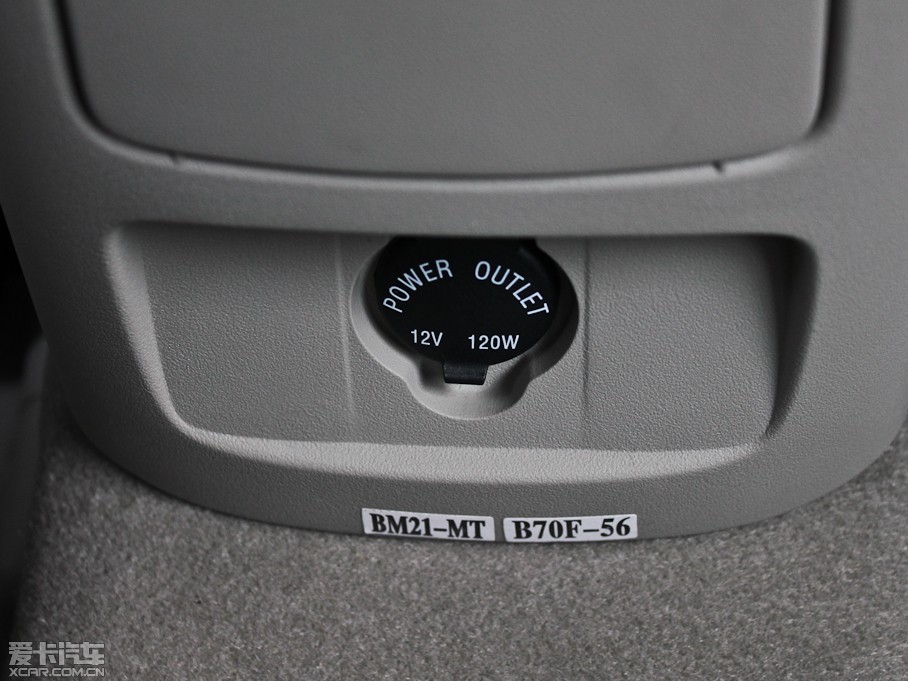 POWER OUTLET
12V 120W
BM21-MT B70F-56
爱卡汽车
XCAR.COM.CN